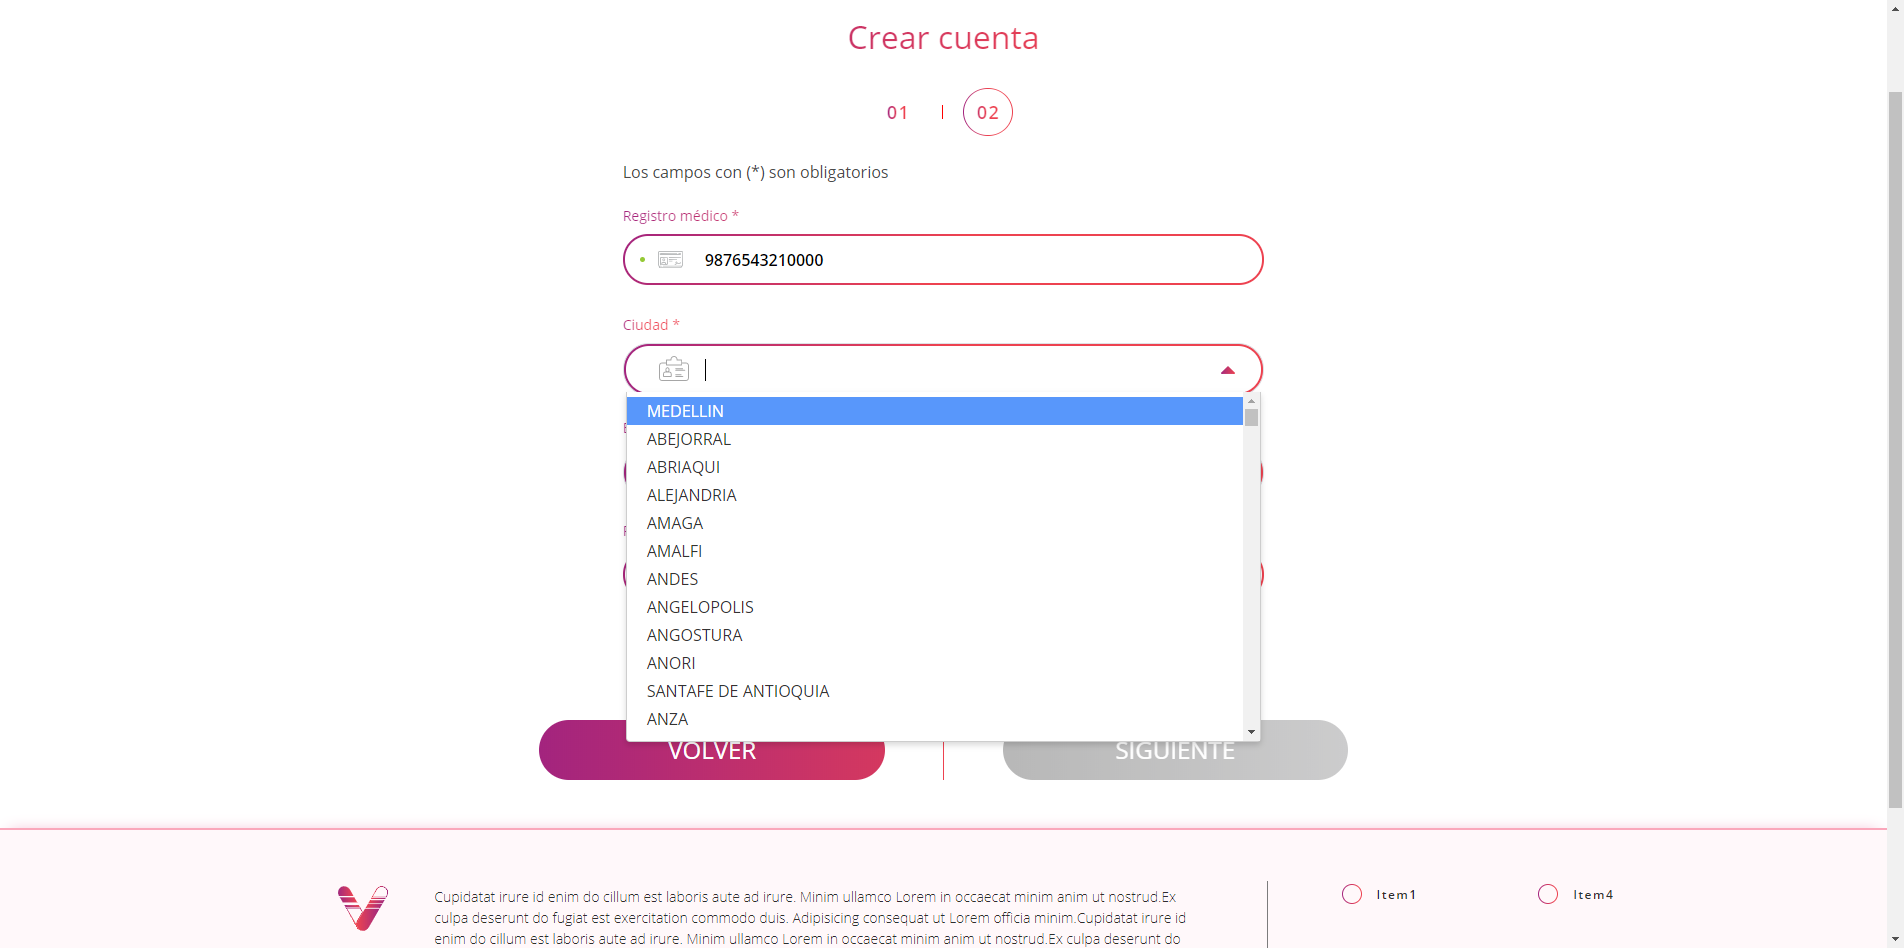 Crear cuenta
01 02
Los campos con (*) son obligatorios
Registro médico *
9876543210000
Ciudad *
MEDELLIN
ABEJORRAL
ABRIAQUI
ALEJANDRIA
AMAGA
AMALFI
ANDES
ANGELOPOLIS
ANGOSTURA
ANORI
SANTAFE DE ANTIOQUIA
ANZA
VOLVER
SIGUIENTE
Cupidatat irure id enim do cillum est laboris aute ad irure. Minim ullamco Lorem in occaecat minim anim ut nostrud.Ex
culpa deserunt do fugiat est exercitation commodo duis. Adipisicing consequat ut Lorem officia minim.Cupidatat irure id
enim do cillum est laboris aute ad irure. Minim ullamco Lorem in occaecat minim anim ut nostrud.Ex culpa deserunt do
Item1
Item4